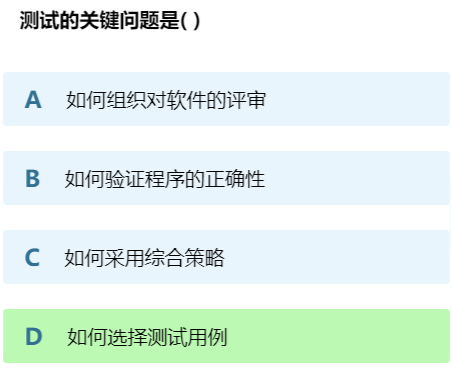 测试的关键问题是( )
A 如何组织对软件的评审
B 如何验证程序的正确性
C 如何采用综合策略
D 如何选择测试用例